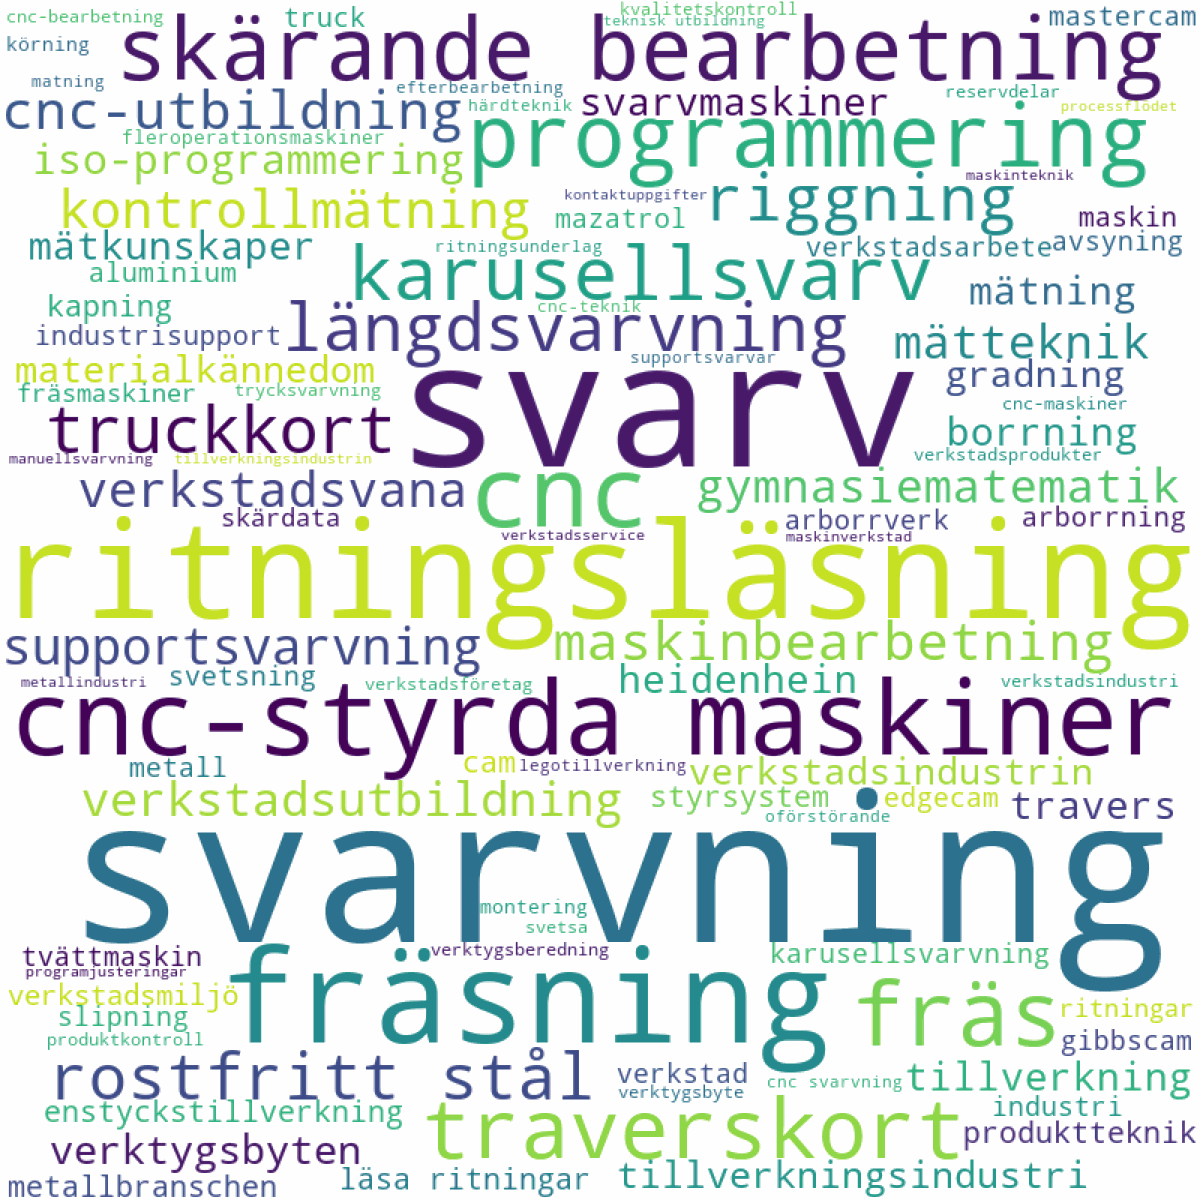 cnc-bearbetning
truck
kvalitetskontroll
teknisk utbildning
mastercam
körning
skärande bearbetning
matning
efterbearbetning
cnc-utbildning
härdteknik
svarvmaskiner
reservdelar
processflödet
fleroperationsmaskiner
programmering
iso-programmering
maskinteknik
kontaktuppgifter
riggning
kontrollmätning
mazatrol
maskin
mätkunskaper
ritningsunderlag
verkstadsarbete
avsyning
aluminium
karusellsvarv
mätning
kapning
cnc-teknik
industrisupport
längdsvarvning
mätteknik
supportsvarvar
materialkännedom
gradning
fräsmaskiner
trycksvarvning
svarv
cnc-maskiner
truckkort
borrning
manuellsvarvning
tillverkningsindustrin
verkstadsprodukter
verkstadsvana
cnc
gymnasiematematik
skärdata
arborrverk
arborrning
verkstadsservice
maskinverkstad
ritningsläsning
supportsvarvning
maskinbearbetning
svetsning
metallindustri
verkstadsföretag
heidenhein
verkstadsindustri
cnc-styrda maskiner
metall
cam
legotillverkning
verkstadsindustrin
verkstadsutbildning
styrsystem
edgecam
travers
oförstörande
svarvning
montering
svetsa
tvättmaskin
verktygsberedning
karusellsvarvning
programjusteringar
fräsning
verkstadsmiljö
fräs
ritningar
slipning
produktkontroll
gibbscam
rostfritt stål
verkstad
cnc svarvning
tillverkning
verktygsbyte
enstyckstillverkning
traverskort
industri
produktteknik
verktygsbyten
metallbranschen
läsa ritningar
tillverkningsindustri